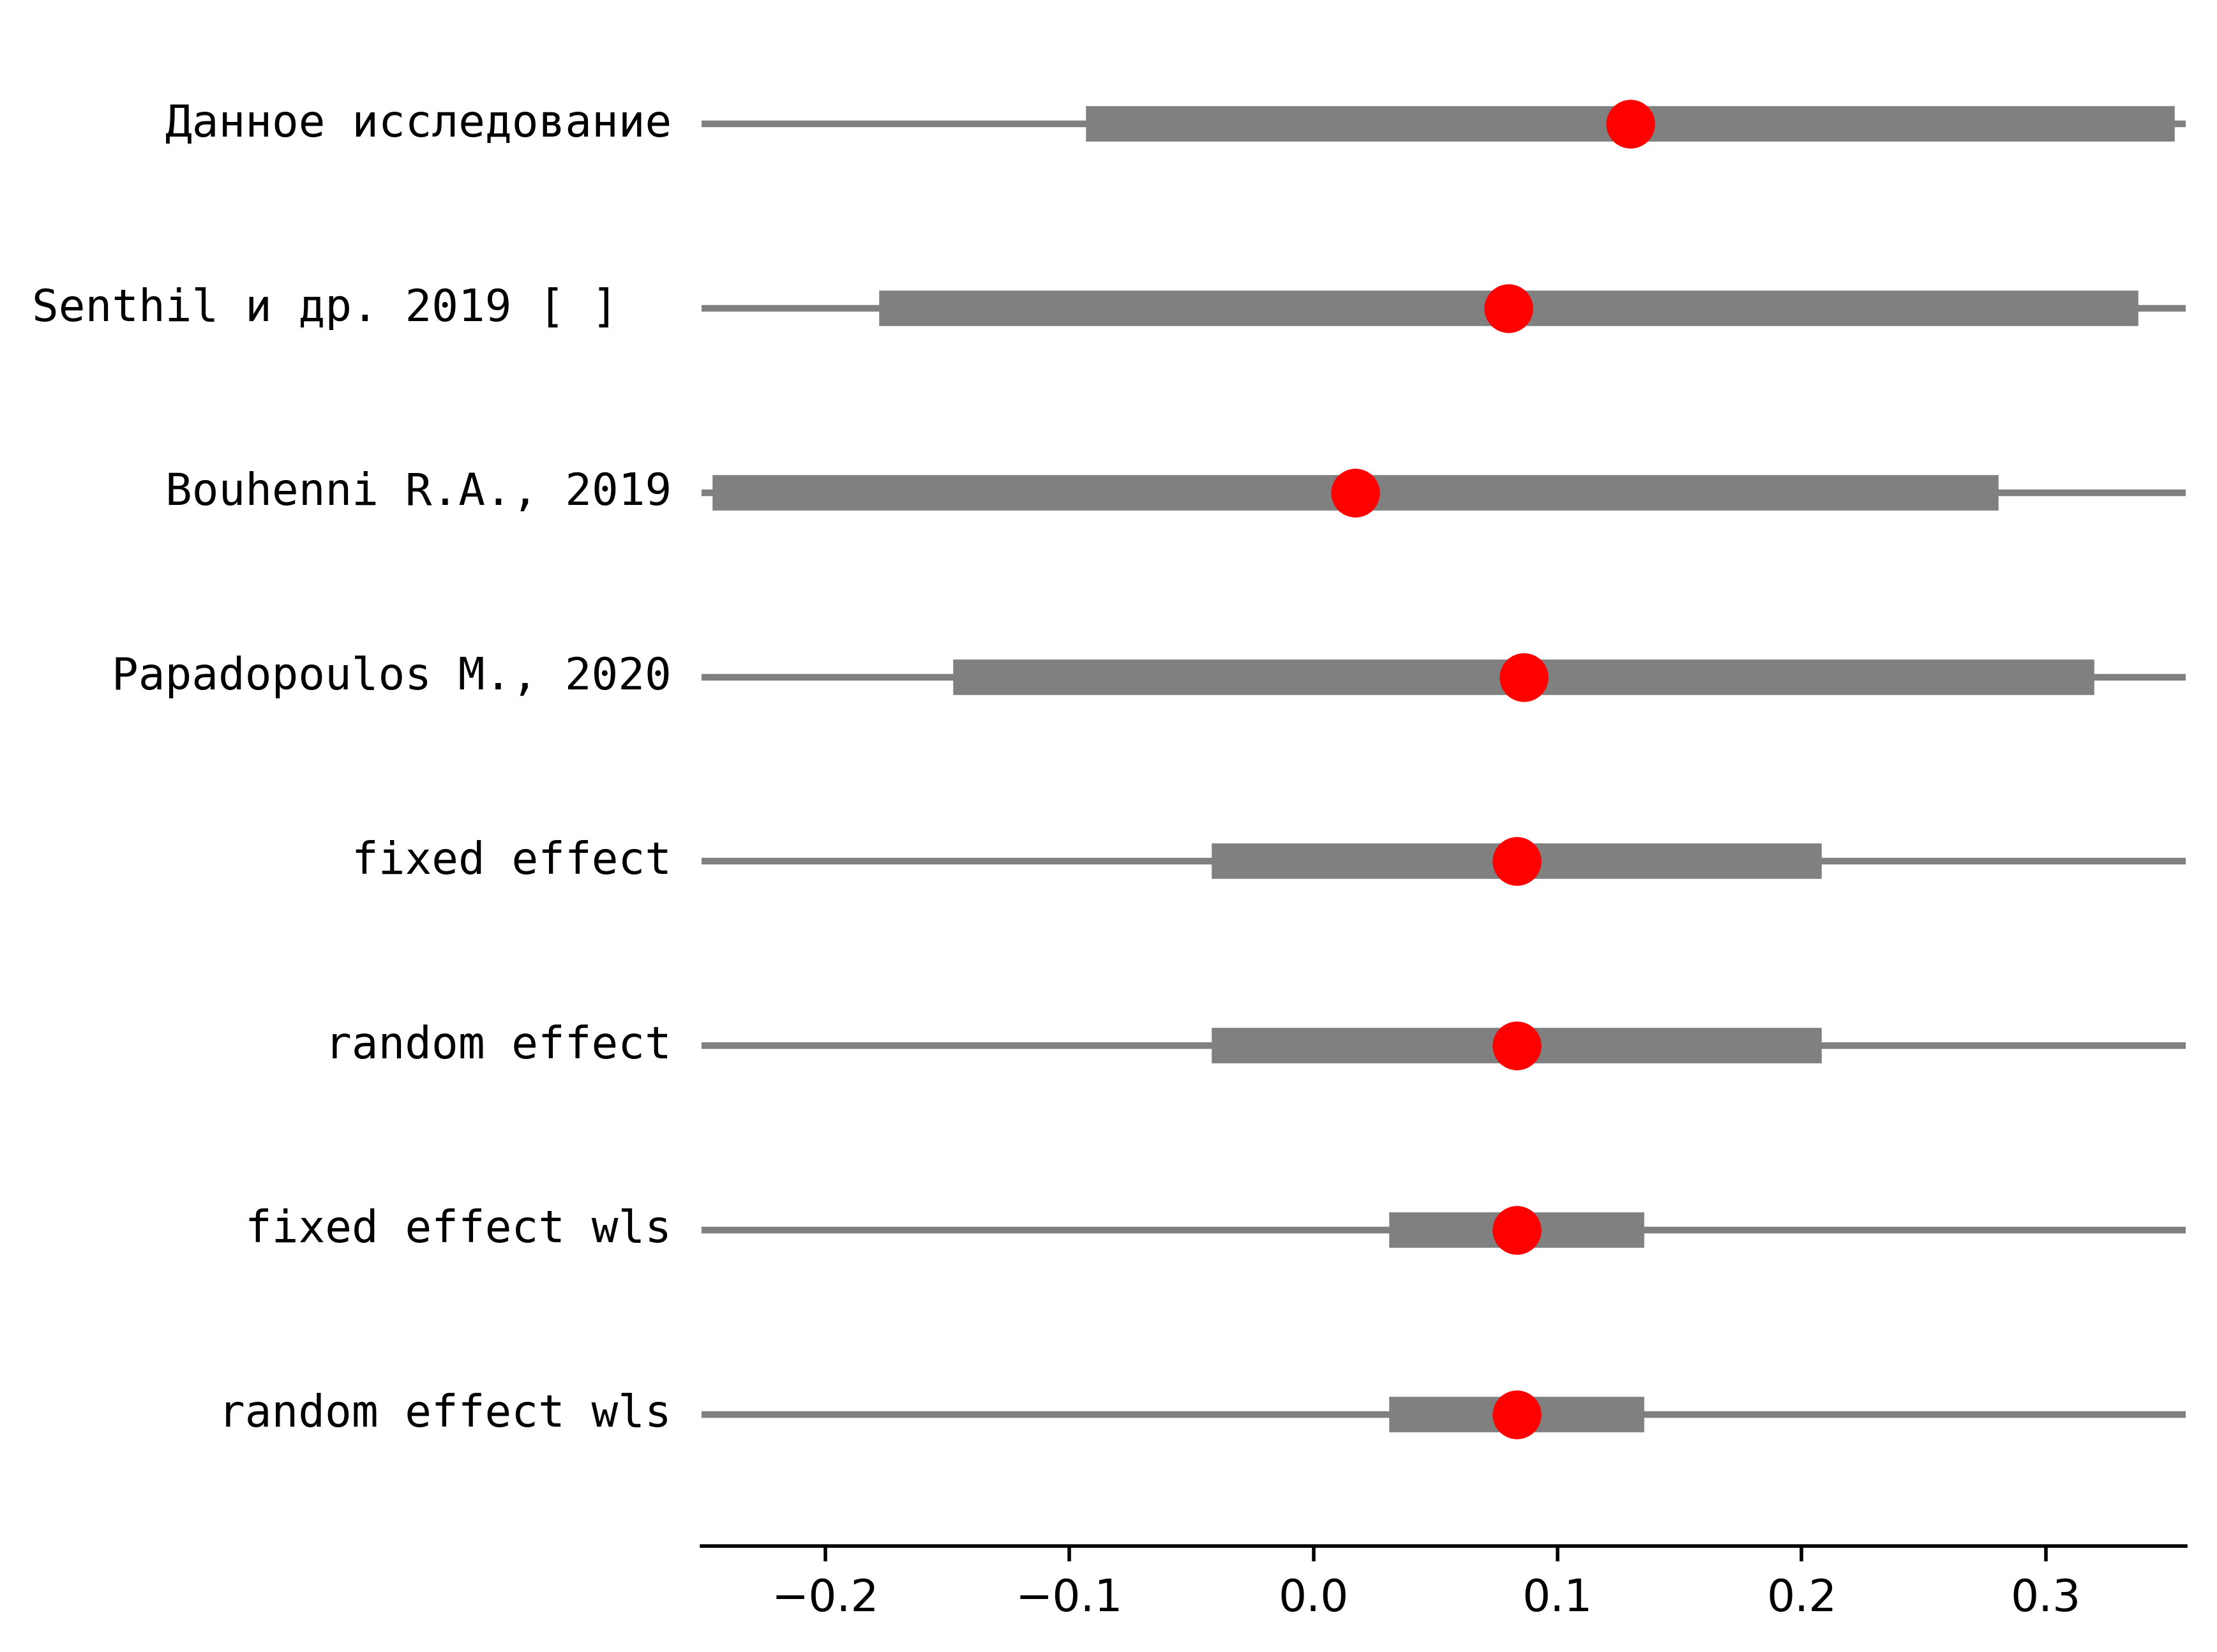 Данное исследование
Senthil и др. 2019 [ ]
Bouhenni R.A., 2019
Papadopoulos M., 2020
fixed effect
random effect
fixed effect wls
random effect wls
−0.2 −0.1 0.0 0.1 0.2 0.3